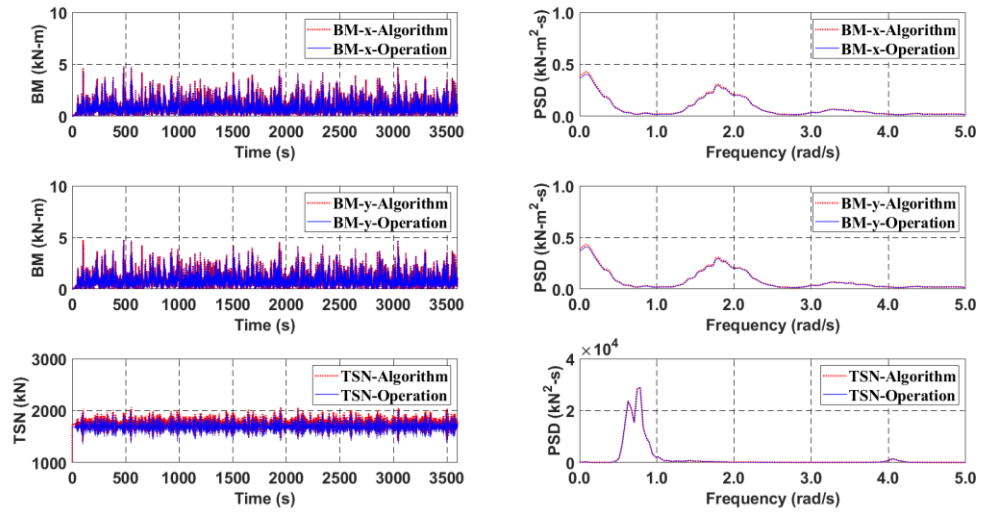 10
5
0
BM (kN-m)
BM-x-Algorithm
BM-x-Operation
0 500 1000 1500 2000 2500 3000 3500
Time (s)
1.0
0.5
0.0
PSD (kN-m²-s)
BM-x-Algorithm
BM-x-Operation
0.0 1.0 2.0 3.0 4.0 5.0
Frequency (rad/s)
10
5
0
BM (kN-m)
BM-y-Algorithm
BM-y-Operation
0 500 1000 1500 2000 2500 3000 3500
Time (s)
1.0
0.5
0.0
PSD (kN-m²-s)
BM-y-Algorithm
BM-y-Operation
0.0 1.0 2.0 3.0 4.0 5.0
Frequency (rad/s)
3000
2000
1000
TSN (kN)
TSN-Algorithm
TSN-Operation
0 500 1000 1500 2000 2500 3000 3500
Time (s)
×10⁴
4
2
0
PSD (kN²-s)
TSN-Algorithm
TSN-Operation
0.0 1.0 2.0 3.0 4.0 5.0
Frequency (rad/s)